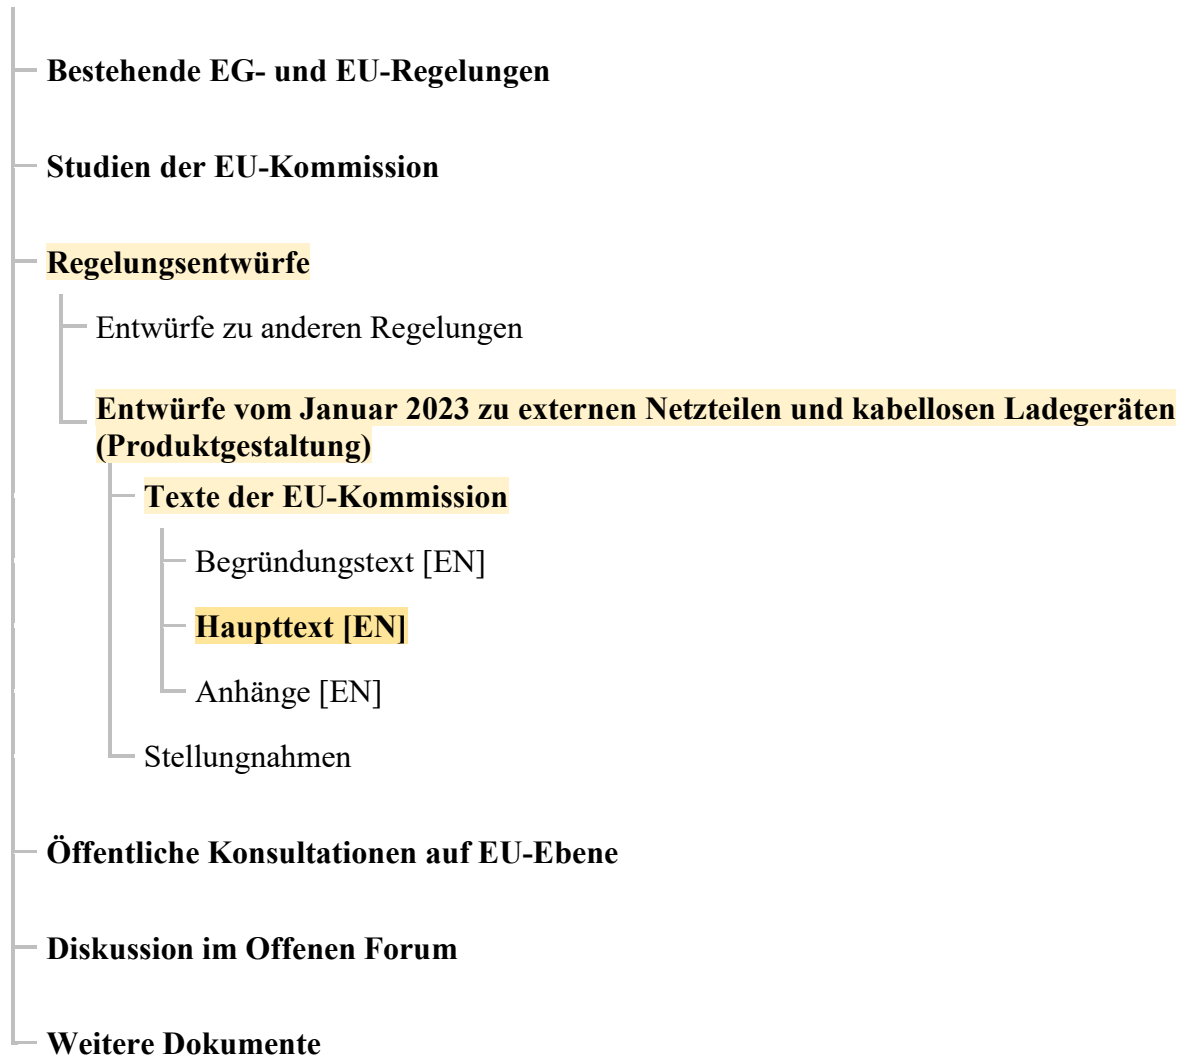 Bestehende EG- und EU-Regelungen
Studien der EU-Kommission
Regelungsentwürfe
Entwürfe zu anderen Regelungen
Entwürfe vom Januar 2023 zu externen Netzteilen und kabellosen Ladegeräten
(Produktgestaltung)
Texte der EU-Kommission
Begründungstext [EN]
Haupttext [EN]
Anhänge [EN]
Stellungnahmen
Öffentliche Konsultationen auf EU-Ebene
Diskussion im Offenen Forum
Weitere Dokumente